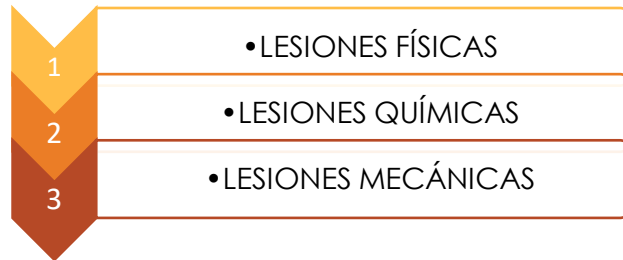 1
•LESIONES FÍSICAS
2
•LESIONES QUÍMICAS
3
•LESIONES MECÁNICAS